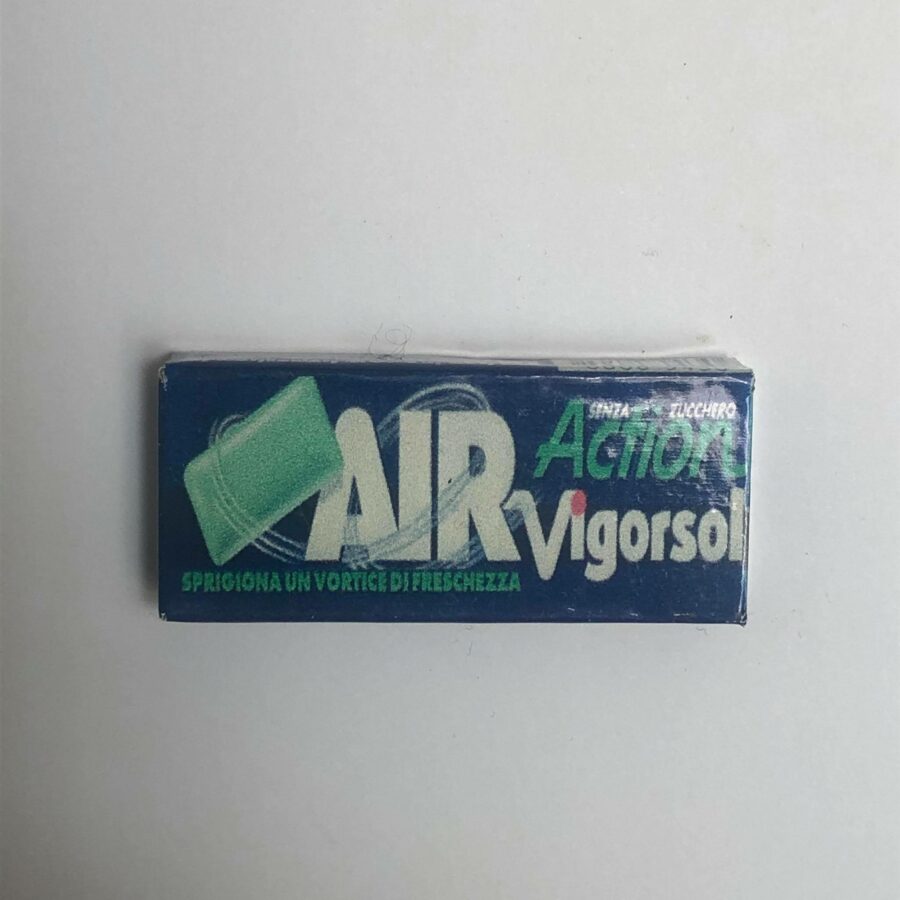 AIR
SENZA ZUCCHERO
Action
Vigorsol
SPRIGIONA UN VORTICE DI FRESCHEZZA